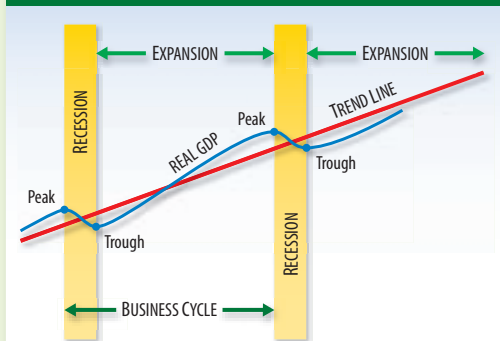 EXPANSION
EXPANSION
RECESSION
Peak
REAL GDP
TREND LINE
Trough
Peak
Trough
RECESSION
BUSINESS CYCLE